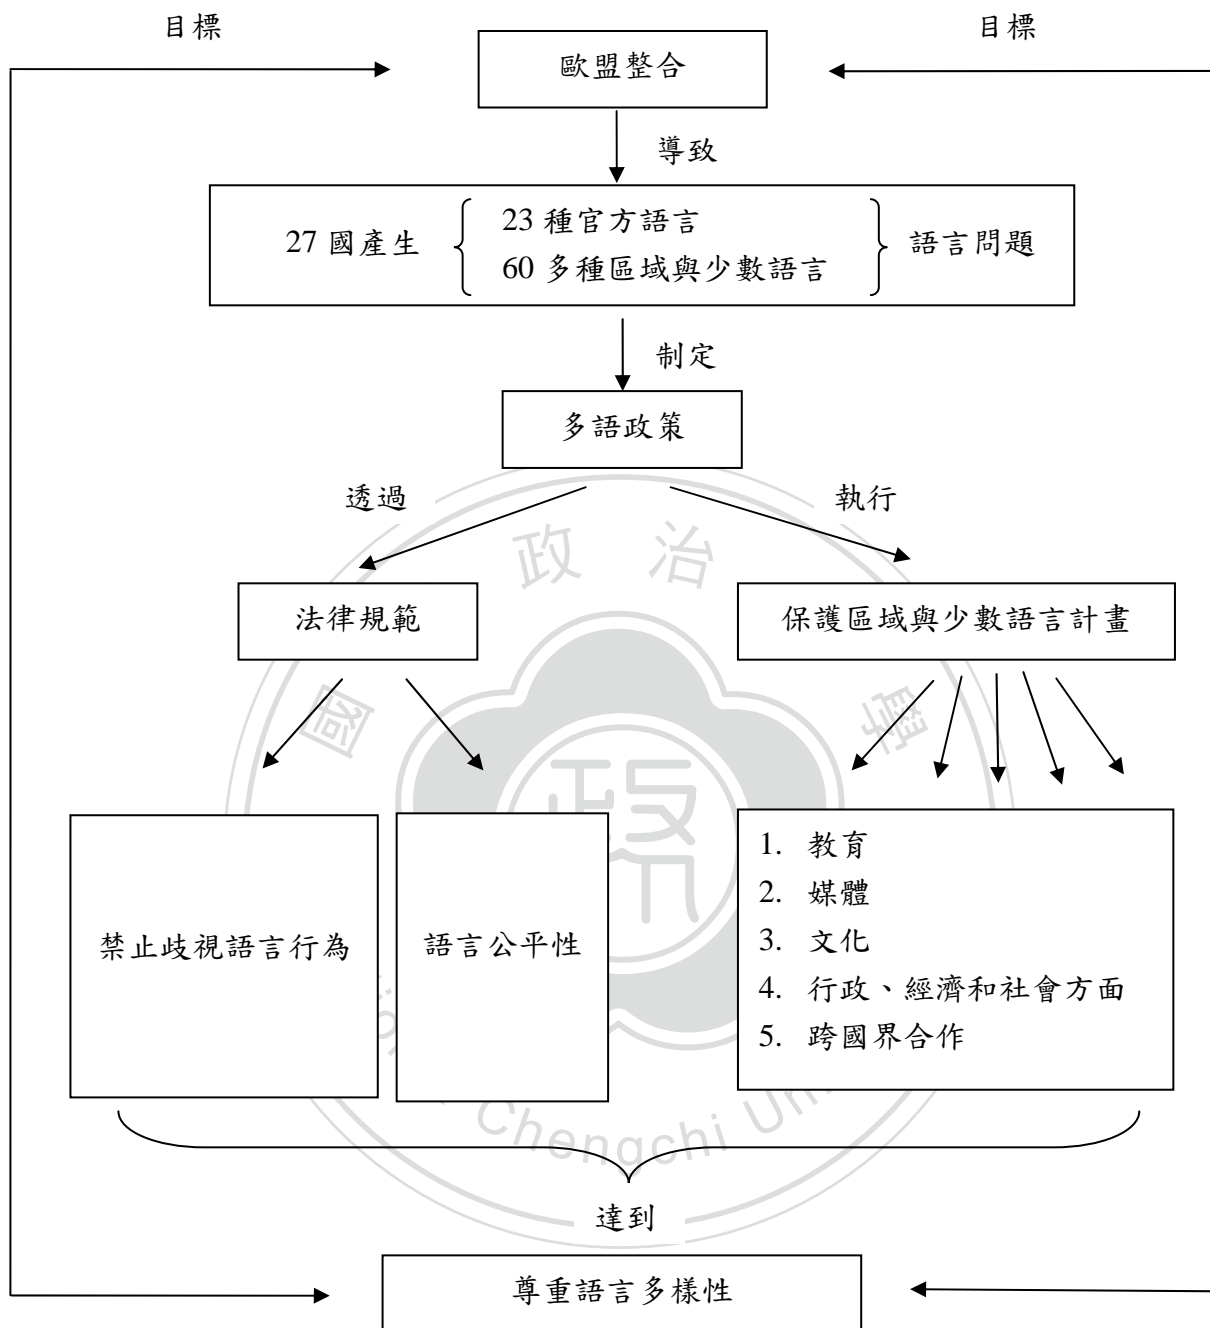 目標
目標
歐盟整合
導致
27 國產生
23 種官方語言
60 多種區域與少數語言
語言問題
制定
多語政策
透過
執行
政治
法律規範
保護區域與少數語言計畫
國
學
政
禁止歧視語言行為
語言公平性
1. 教育
2. 媒體
3. 文化
4. 行政、經濟和社會方面
5. 跨國界合作
Chengchi Un
達到
尊重語言多樣性